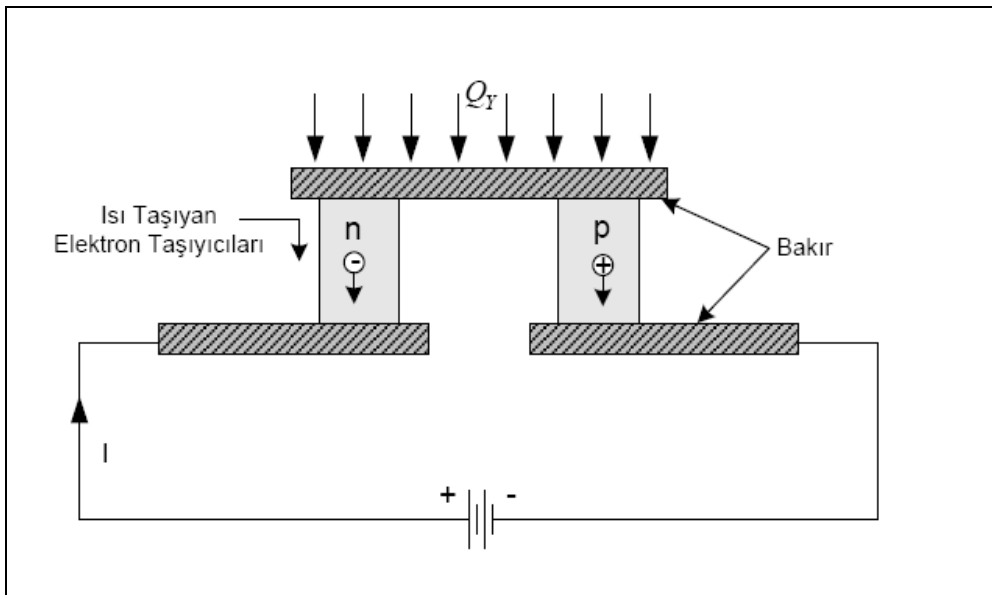 Q_Y
Isı Taşıyan
Elektron Taşıyıcıları
n
-
p
+
Bakır
I
+
-